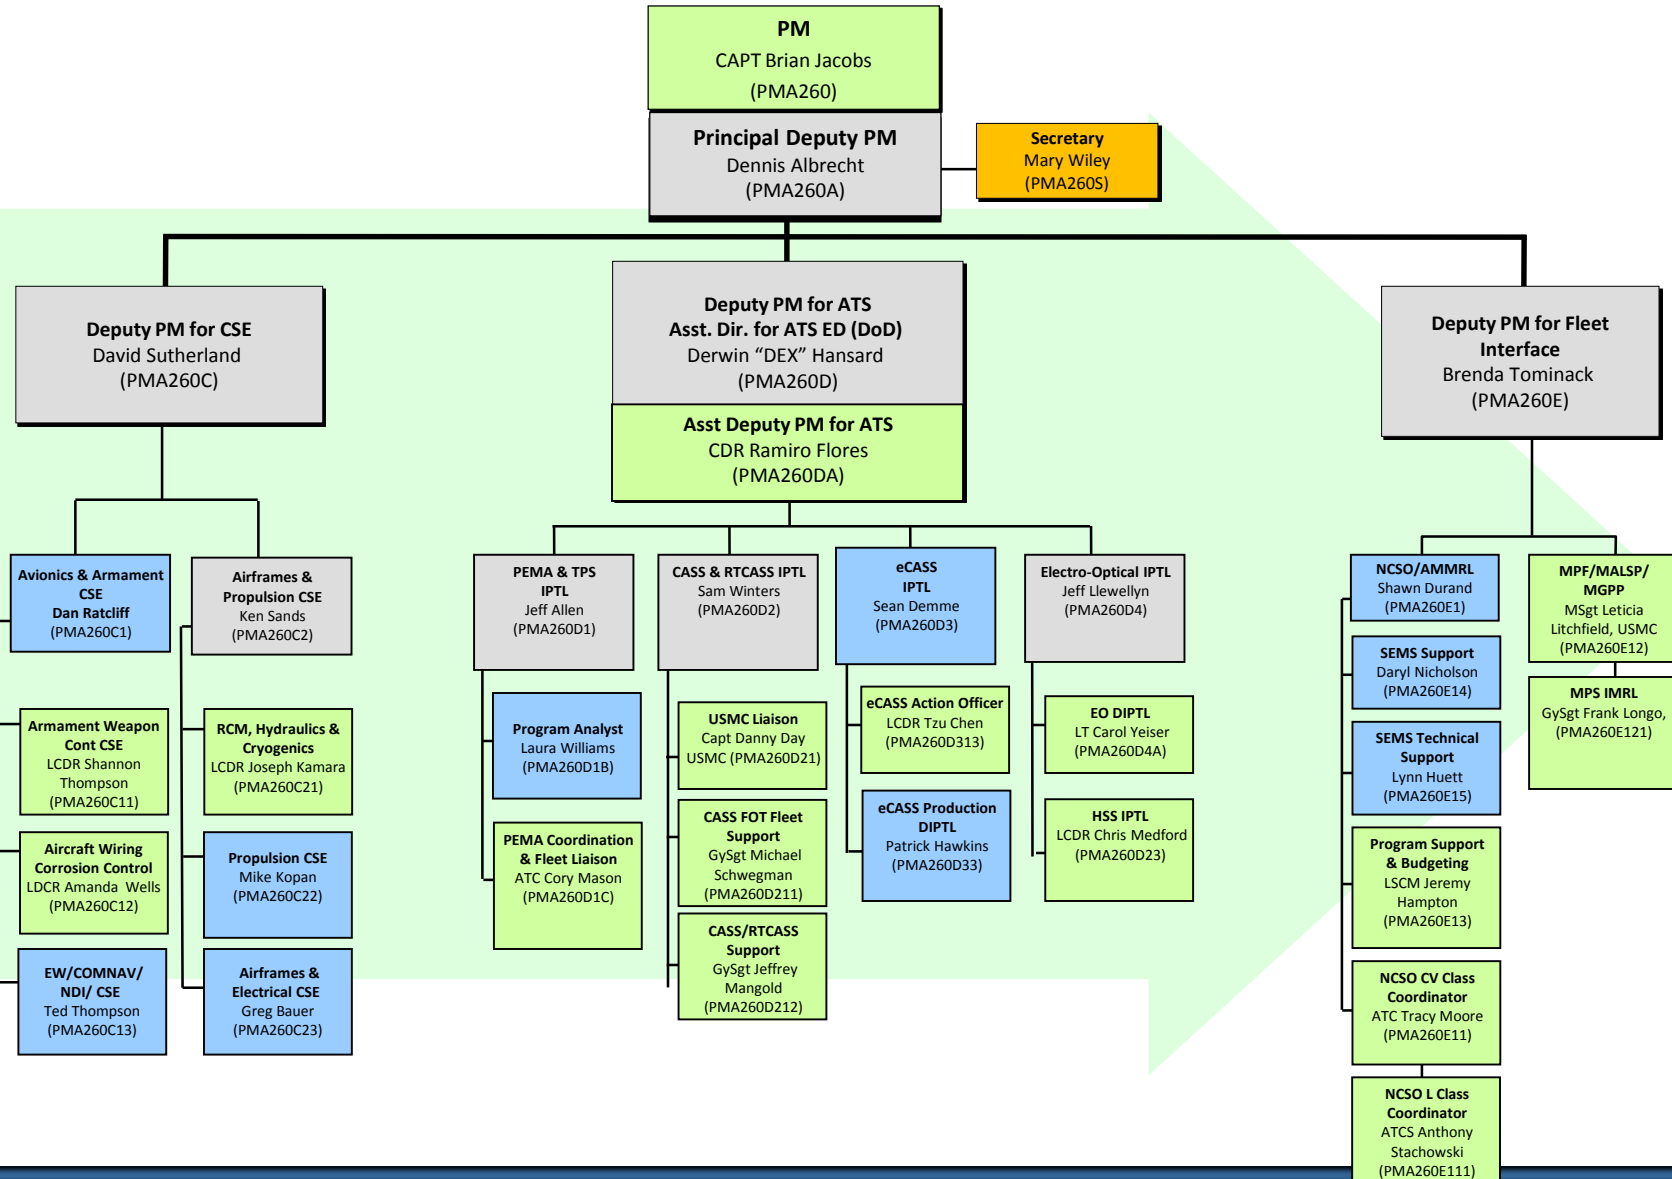 PM
CAPT Brian Jacobs
(PMA260)
Principal Deputy PM
Dennis Albrecht
(PMA260A)
Secretary
Mary Wiley
(PMA260S)
Deputy PM for CSE
David Sutherland
(PMA260C)
Deputy PM for ATS
Asst. Dir. for ATS ED (DoD)
Derwin “DEX” Hansard
(PMA260D)
Asst Deputy PM for ATS
CDR Ramiro Flores
(PMA260DA)
Deputy PM for Fleet
Interface
Brenda Tominack
(PMA260E)
Avionics & Armament
CSE
Dan Ratcliff
(PMA260C1)
Airframes &
Propulsion CSE
Ken Sands
(PMA260C2)
Armament Weapon
Cont CSE
LCDR Shannon
Thompson
(PMA260C11)
RCM, Hydraulics &
Cryogenics
LCDR Joseph Kamara
(PMA260C21)
Aircraft Wiring
Corrosion Control
LDCR Amanda Wells
(PMA260C12)
Propulsion CSE
Mike Kopan
(PMA260C22)
EW/COMNAV/
NDI/ CSE
Ted Thompson
(PMA260C13)
Airframes &
Electrical CSE
Greg Bauer
(PMA260C23)
PEMA & TPS
IPTL
Jeff Allen
(PMA260D1)
Program Analyst
Laura Williams
(PMA260D1B)
PEMA Coordination
& Fleet Liaison
ATC Cory Mason
(PMA260D1C)
CASS & RTCASS IPTL
Sam Winters
(PMA260D2)
USMC Liaison
Capt Danny Day
USMC (PMA260D21)
CASS FOT Fleet
Support
GySgt Michael
Schwegman
(PMA260D211)
CASS/RTCASS
Support
GySgt Jeffrey
Mangold
(PMA260D212)
eCASS
IPTL
Sean Demme
(PMA260D3)
eCASS Action Officer
LCDR Tzu Chen
(PMA260D313)
eCASS Production
DIPTL
Patrick Hawkins
(PMA260D33)
Electro-Optical IPTL
Jeff Llewellyn
(PMA260D4)
EO DIPTL
LT Carol Yeiser
(PMA260D4A)
HSS IPTL
LCDR Chris Medford
(PMA260D23)
NCSO/AMMRL
Shawn Durand
(PMA260E1)
SEMS Support
Daryl Nicholson
(PMA260E14)
SEMS Technical
Support
Lynn Huett
(PMA260E15)
Program Support
& Budgeting
LSCM Jeremy
Hampton
(PMA260E13)
NCSO CV Class
Coordinator
ATC Tracy Moore
(PMA260E11)
NCSO L Class
Coordinator
ATCS Anthony
Stachowski
(PMA260E111)
MPF/MALSP/
MGPP
MSgt Leticia
Litchfield, USMC
(PMA260E12)
MPS IMRL
GySgt Frank Longo,
(PMA260E121)